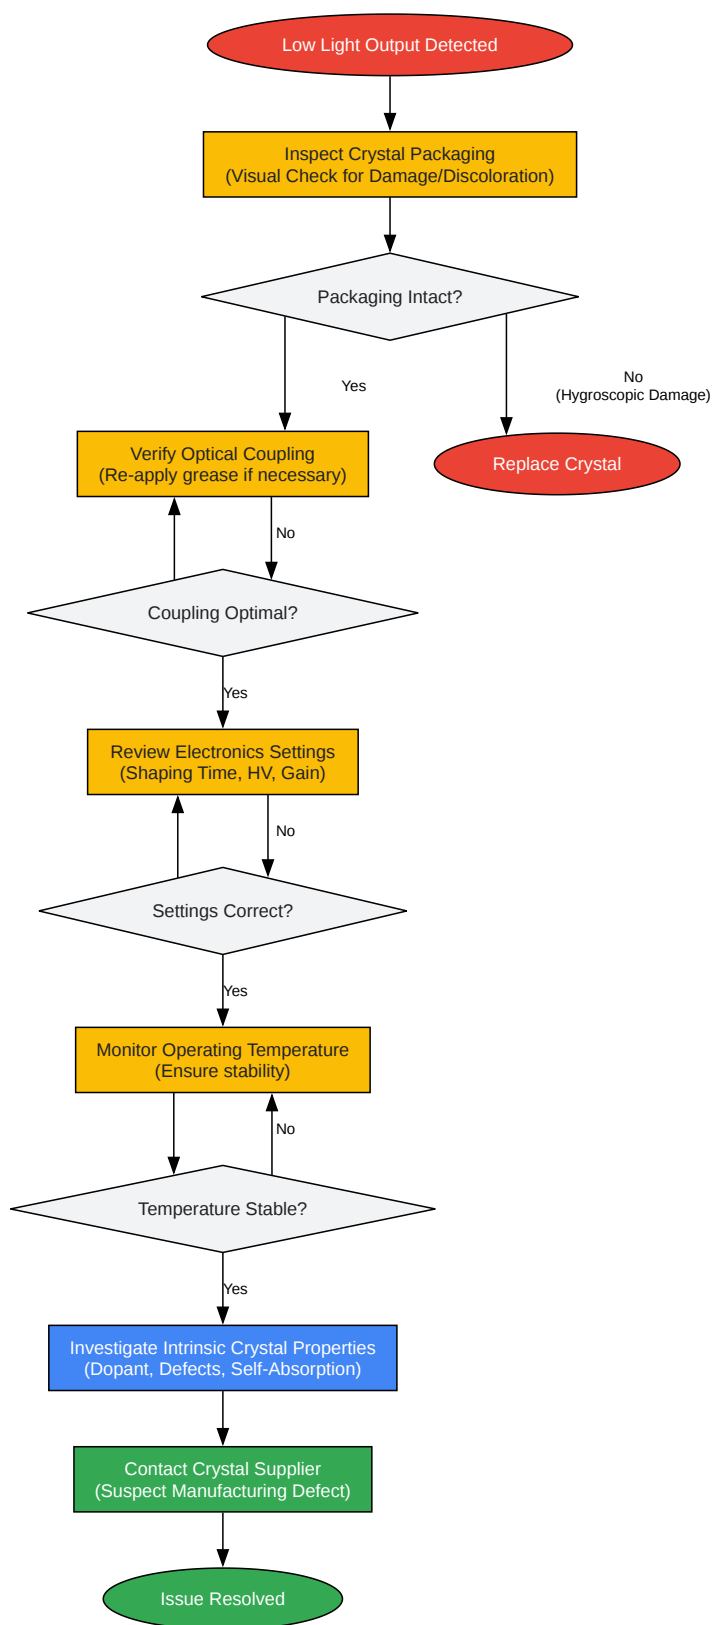 Low Light Output Detected
Inspect Crystal Packaging
(Visual Check for Damage/Discoloration)
Packaging Intact?
Yes
No
(Hygroscopic Damage)
Verify Optical Coupling
(Re-apply grease if necessary)
Replace Crystal
No
Coupling Optimal?
Yes
Review Electronics Settings
(Shaping Time, HV, Gain)
No
Settings Correct?
Yes
Monitor Operating Temperature
(Ensure stability)
No
Temperature Stable?
Yes
Investigate Intrinsic Crystal Properties
(Dopant, Defects, Self-Absorption)
Contact Crystal Supplier
(Suspect Manufacturing Defect)
Issue Resolved